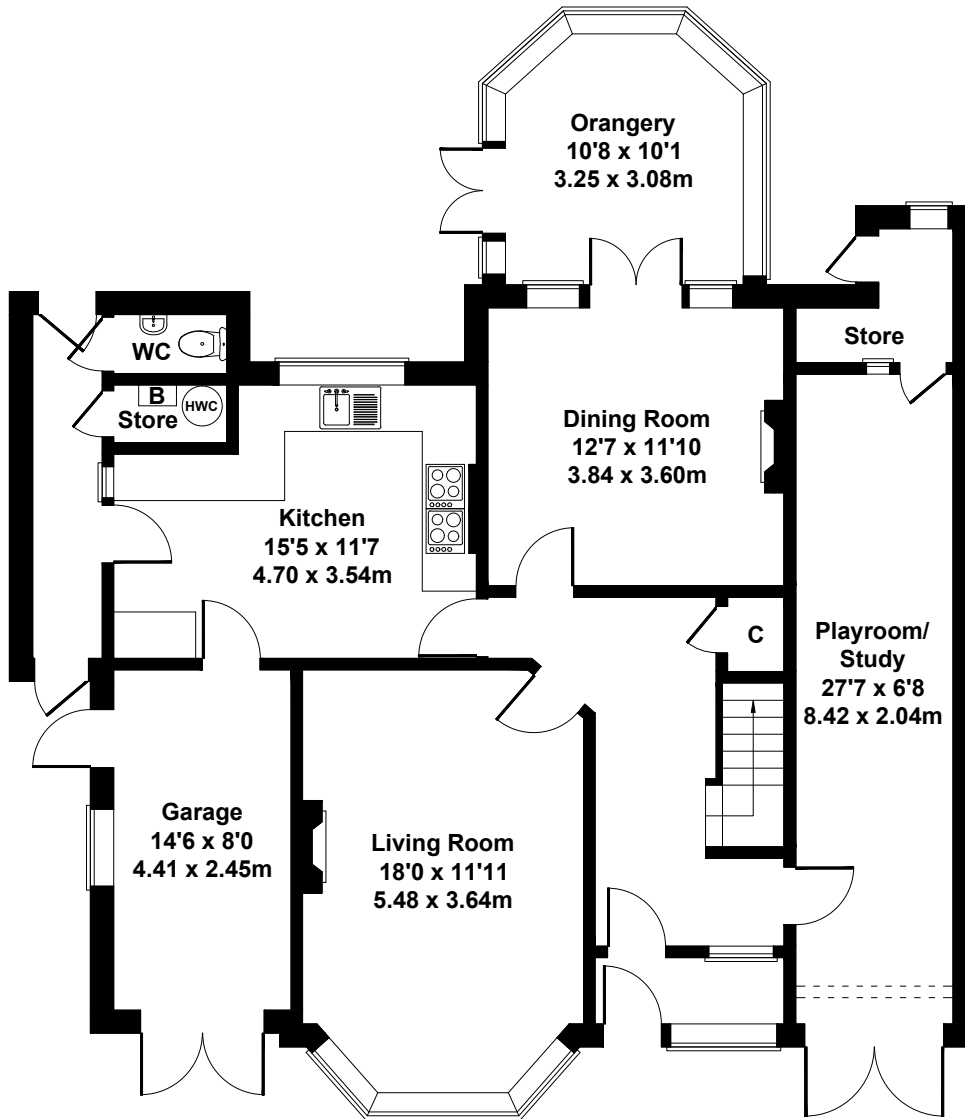 Orangery
10'8 x 10'1
3.25 x 3.08m
WC
B
Store
HWC
Store
Dining Room
12'7 x 11'10
3.84 x 3.60m
Kitchen
15'5 x 11'7
4.70 x 3.54m
C
Playroom/
Study
27'7 x 6'8
8.42 x 2.04m
Garage
14'6 x 8'0
4.41 x 2.45m
Living Room
18'0 x 11'11
5.48 x 3.64m